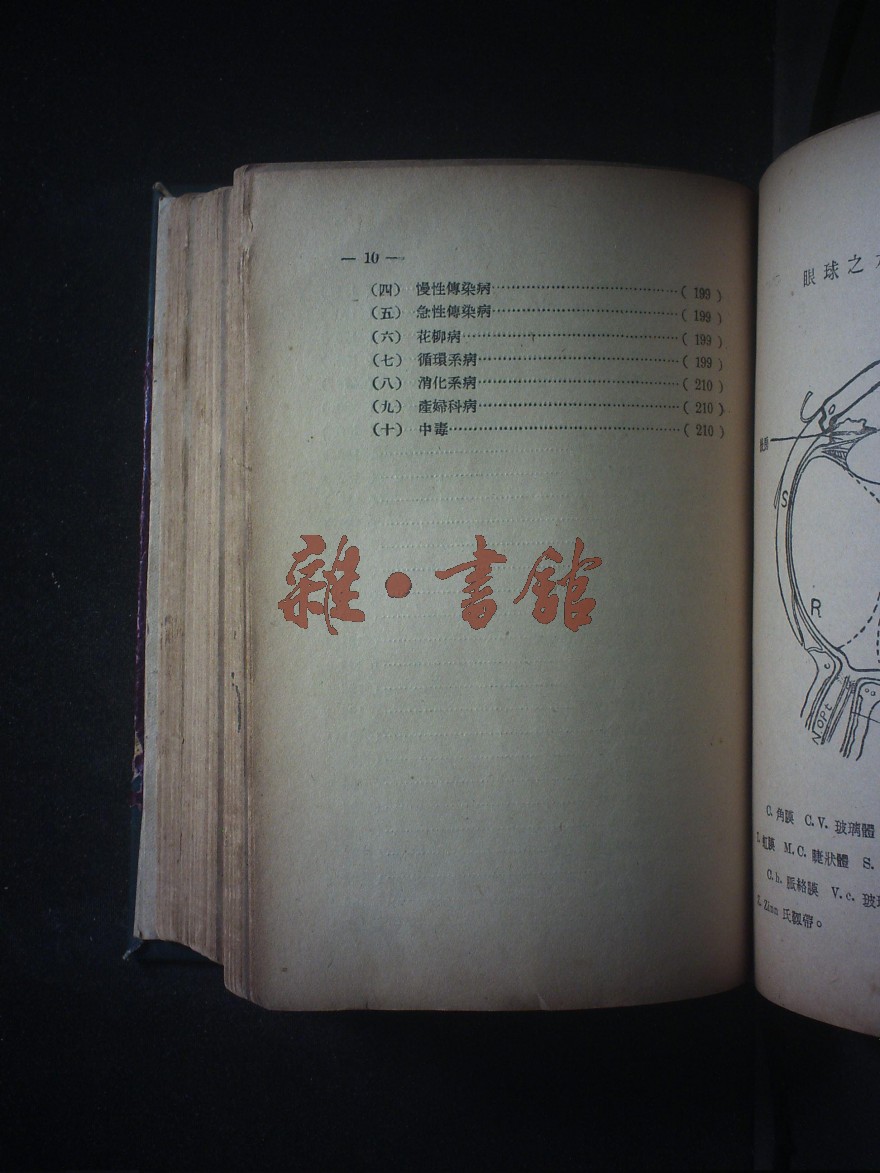 — 10 —
(四) 慢性傳染病………………………………( 199 )
(五) 急性傳染病………………………………( 199 )
(六) 花柳病……………………………………( 199 )
(七) 循環系病…………………………………( 199 )
(八) 消化系病…………………………………( 210 )
(九) 產婦科病…………………………………( 210 )
(十) 中毒………………………………………( 210 )
雜·書館
眼球之
S
R
N.opt
C. 角膜 C.V. 玻璃體
I. 虹膜 M.C. 睫狀體 S.
C.h. 脈絡膜 V.c. 玻
Z. Zinn 氏靱帶。